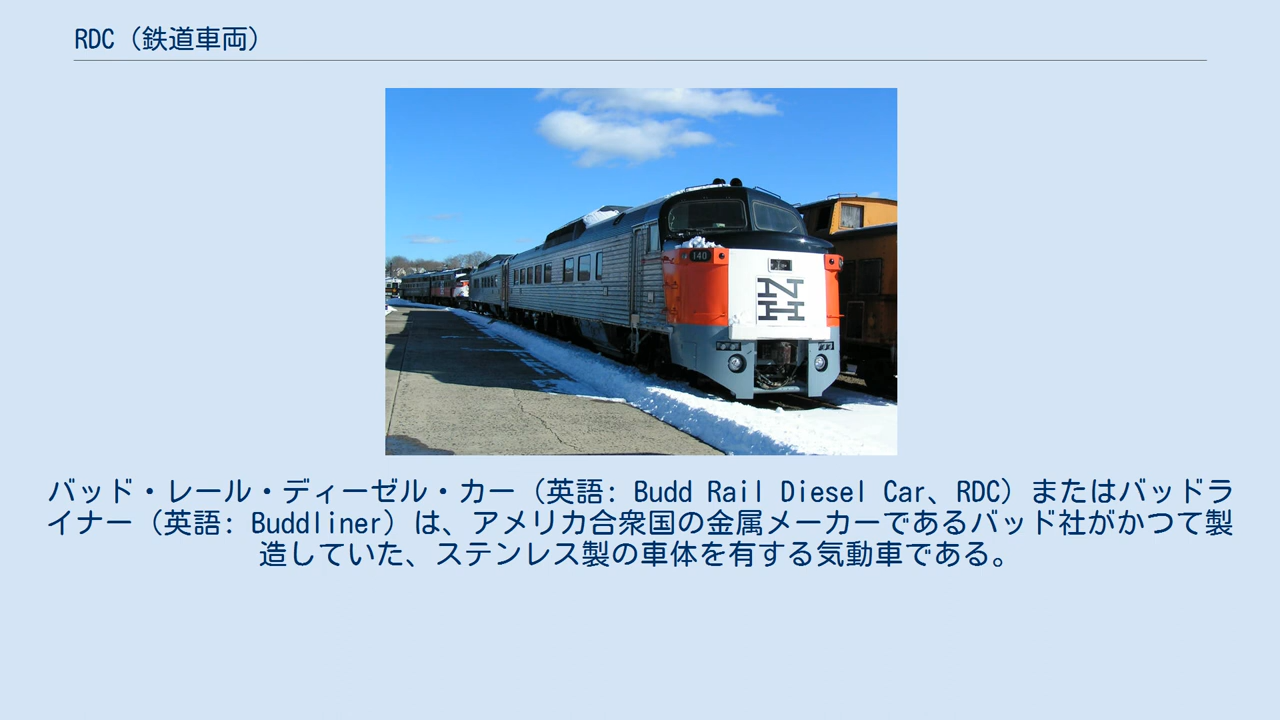 RDC（鉄道車両）
140
N
H
バッド・レール・ディーゼル・カー（英語: Budd Rail Diesel Car、RDC）またはバッドラ
イナー（英語: Buddliner）は、アメリカ合衆国の金属メーカーであるバッド社がかつて製
造していた、ステンレス製の車体を有する気動車である。